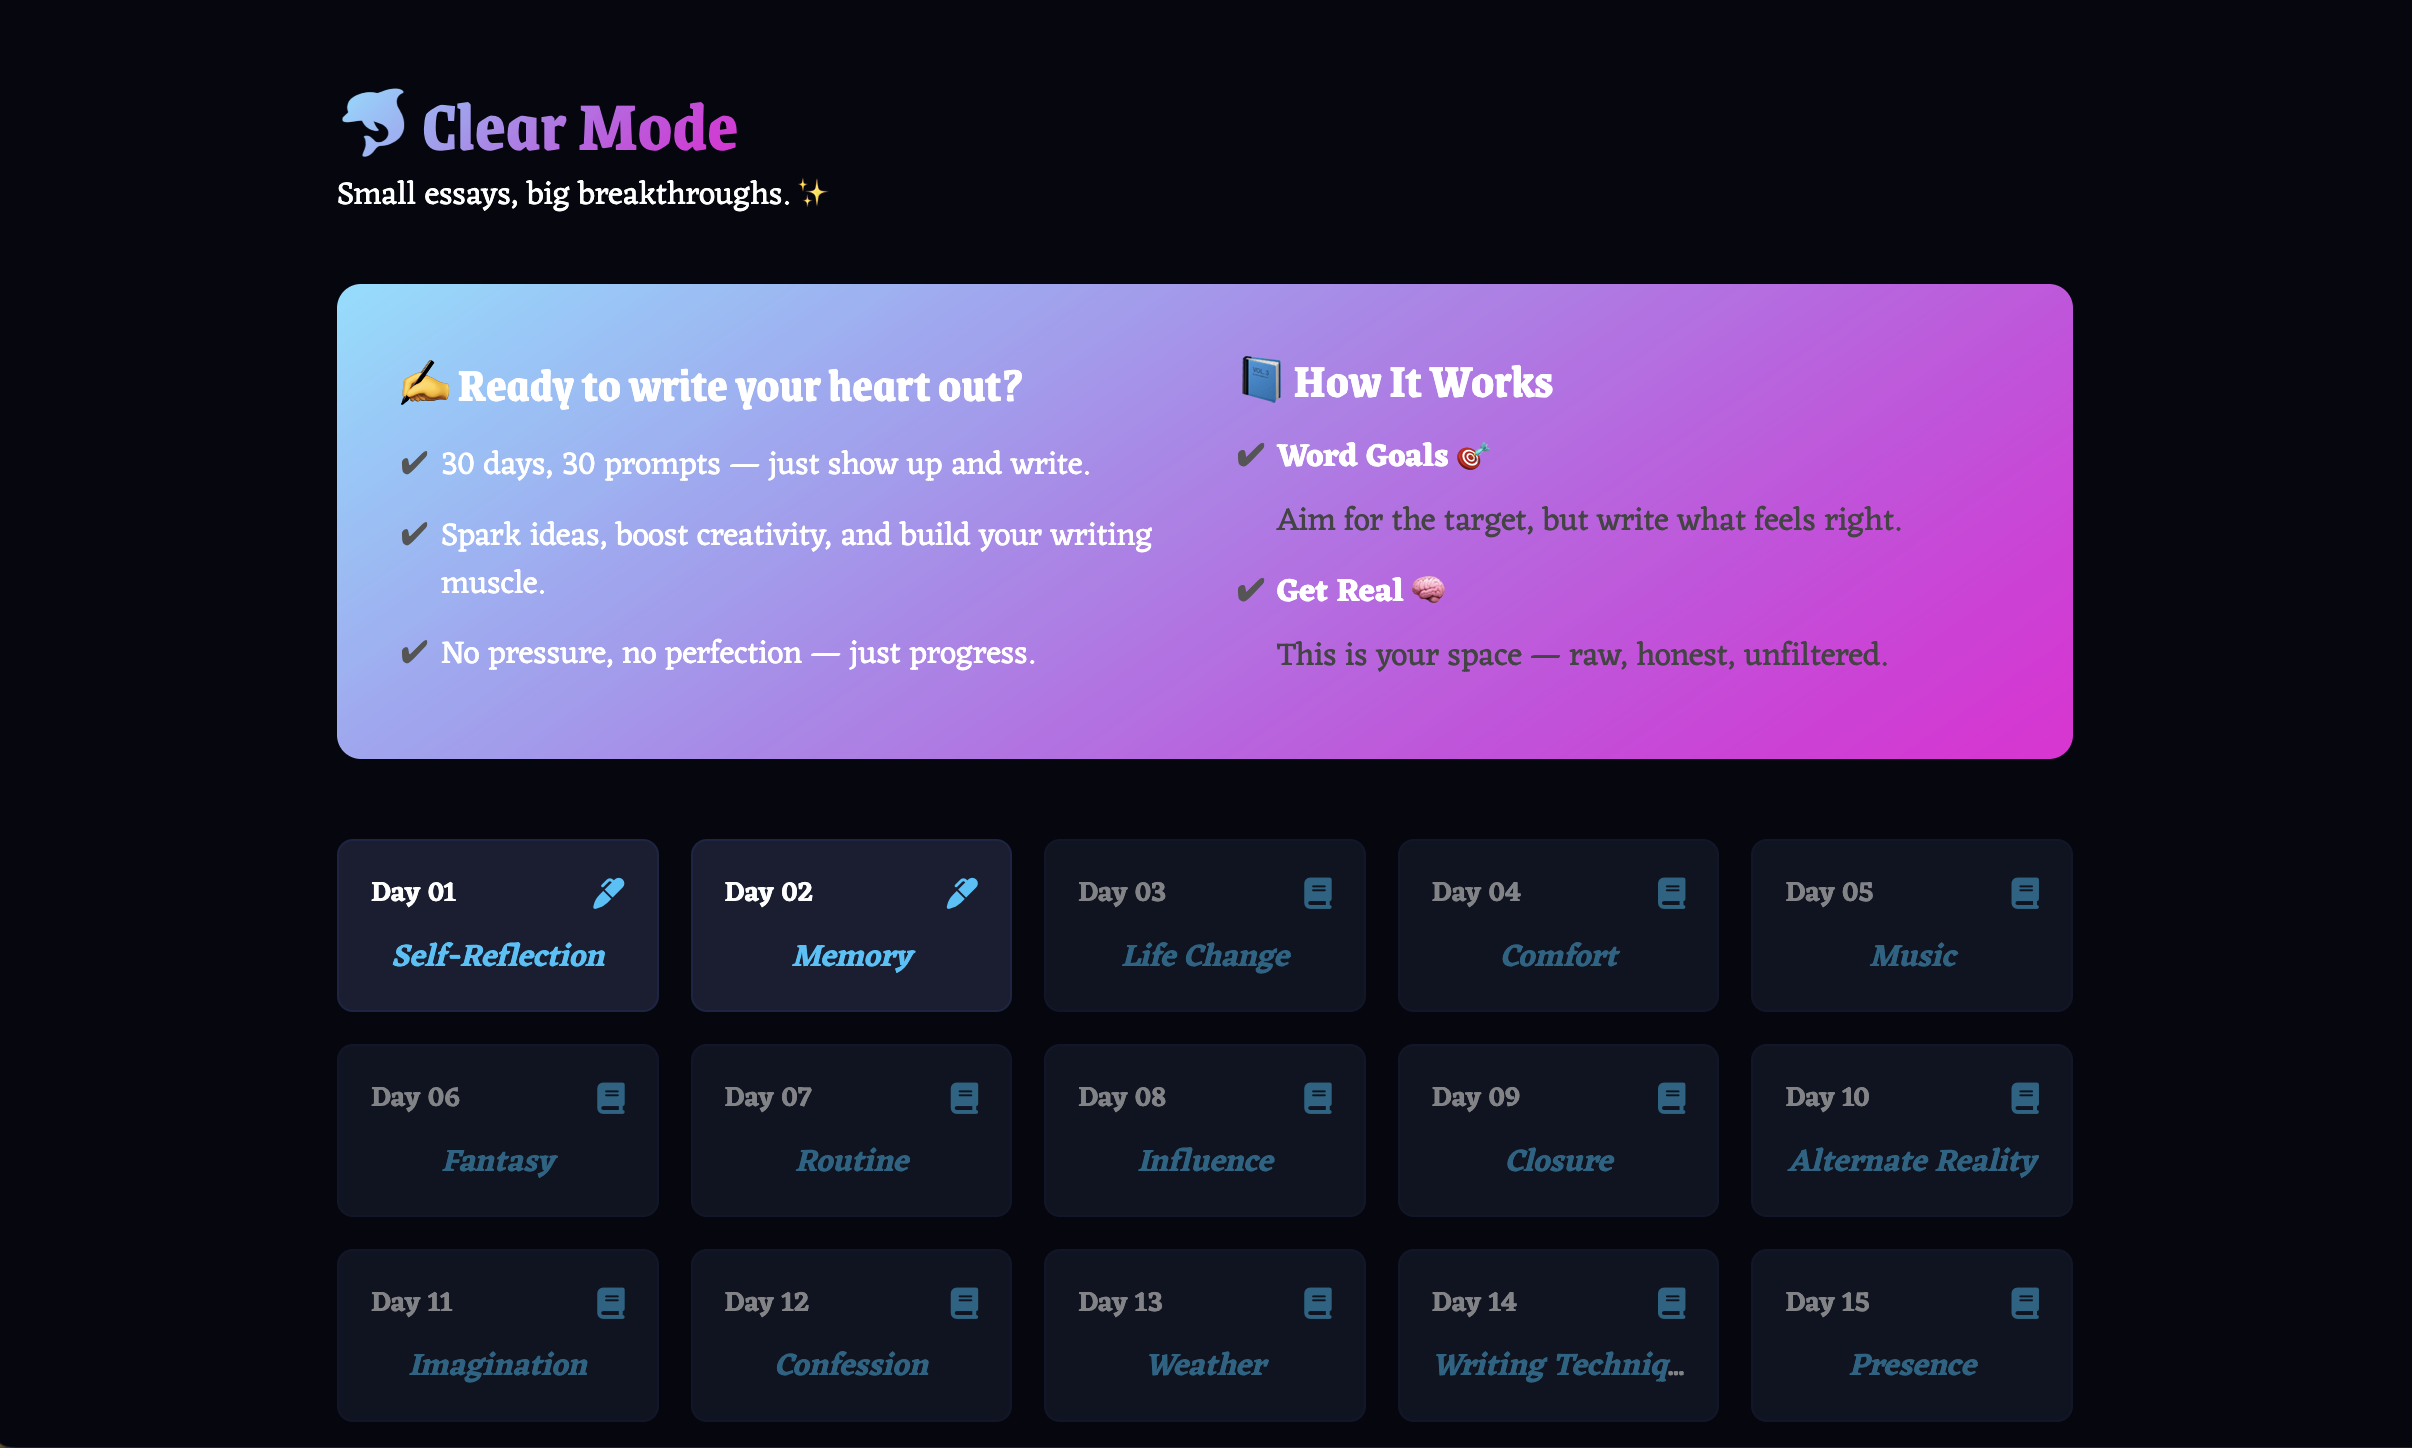 Clear Mode
Small essays, big breakthroughs. ✨
✍️ Ready to write your heart out?
✔ 30 days, 30 prompts — just show up and write.
✔ Spark ideas, boost creativity, and build your writing
muscle.
✔ No pressure, no perfection — just progress.
📘 How It Works
✔ Word Goals 🎯
Aim for the target, but write what feels right.
✔ Get Real 🧠
This is your space — raw, honest, unfiltered.
Day 01
Self-Reflection
Day 02
Memory
Day 03
Life Change
Day 04
Comfort
Day 05
Music
Day 06
Fantasy
Day 07
Routine
Day 08
Influence
Day 09
Closure
Day 10
Alternate Reality
Day 11
Imagination
Day 12
Confession
Day 13
Weather
Day 14
Writing Techniq...
Day 15
Presence